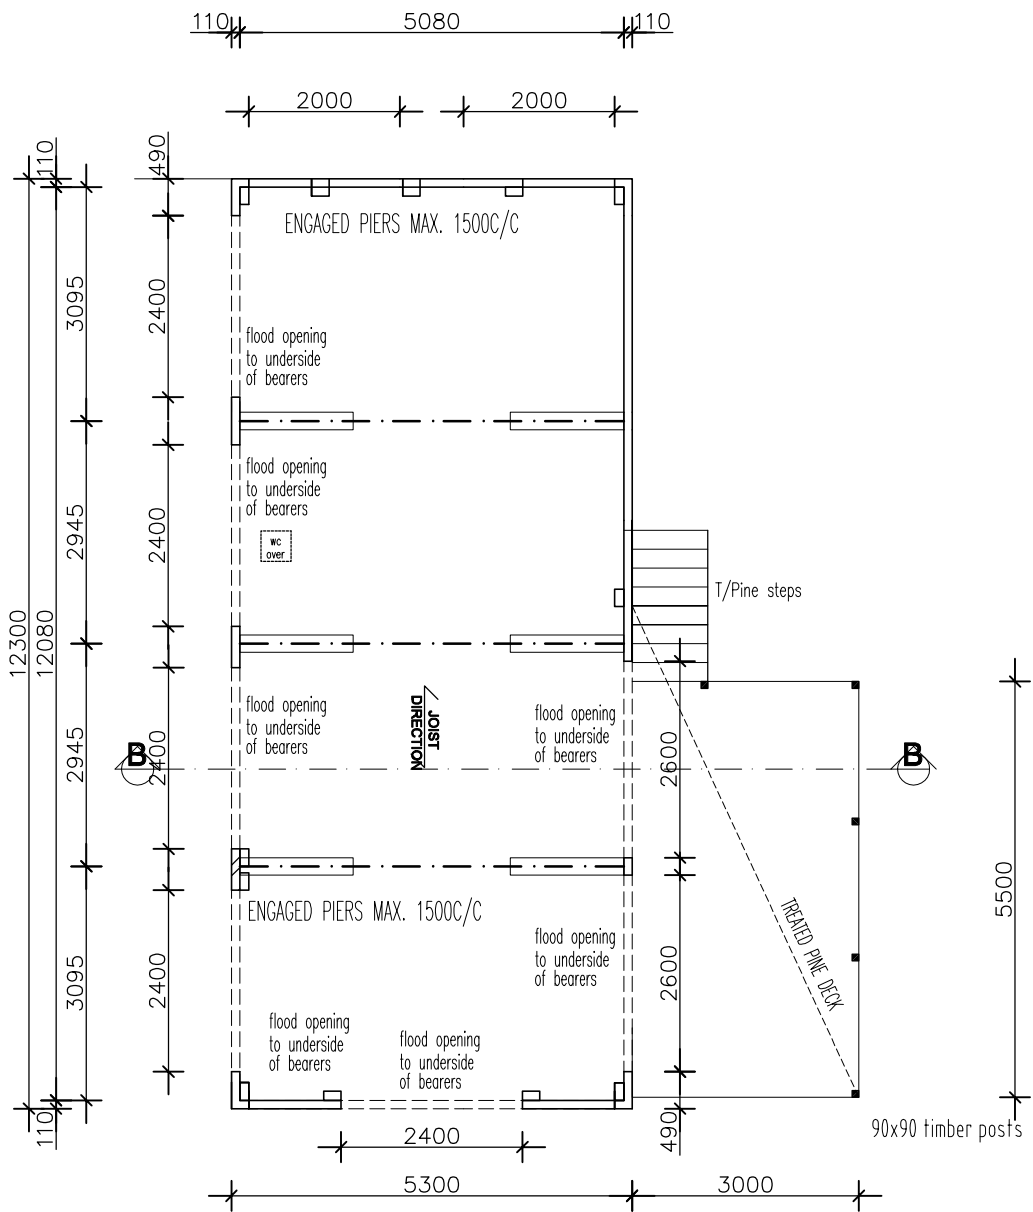 110
5080
110
2000
2000
110
490
ENGAGED PIERS MAX. 1500C/C
3095
2400
flood opening
to underside
of bearers
flood opening
to underside
of bearers
2945
2400
wc
over
T/Pine steps
12300
12080
flood opening
to underside
of bearers
JOIST
DIRECTION
flood opening
to underside
of bearers
B
B
2945
2400
2600
5500
ENGAGED PIERS MAX. 1500C/C
TREATED PINE DECK
flood opening
to underside
of bearers
3095
2400
2600
flood opening
to underside
of bearers
flood opening
to underside
of bearers
110
490
90x90 timber posts
2400
5300
3000